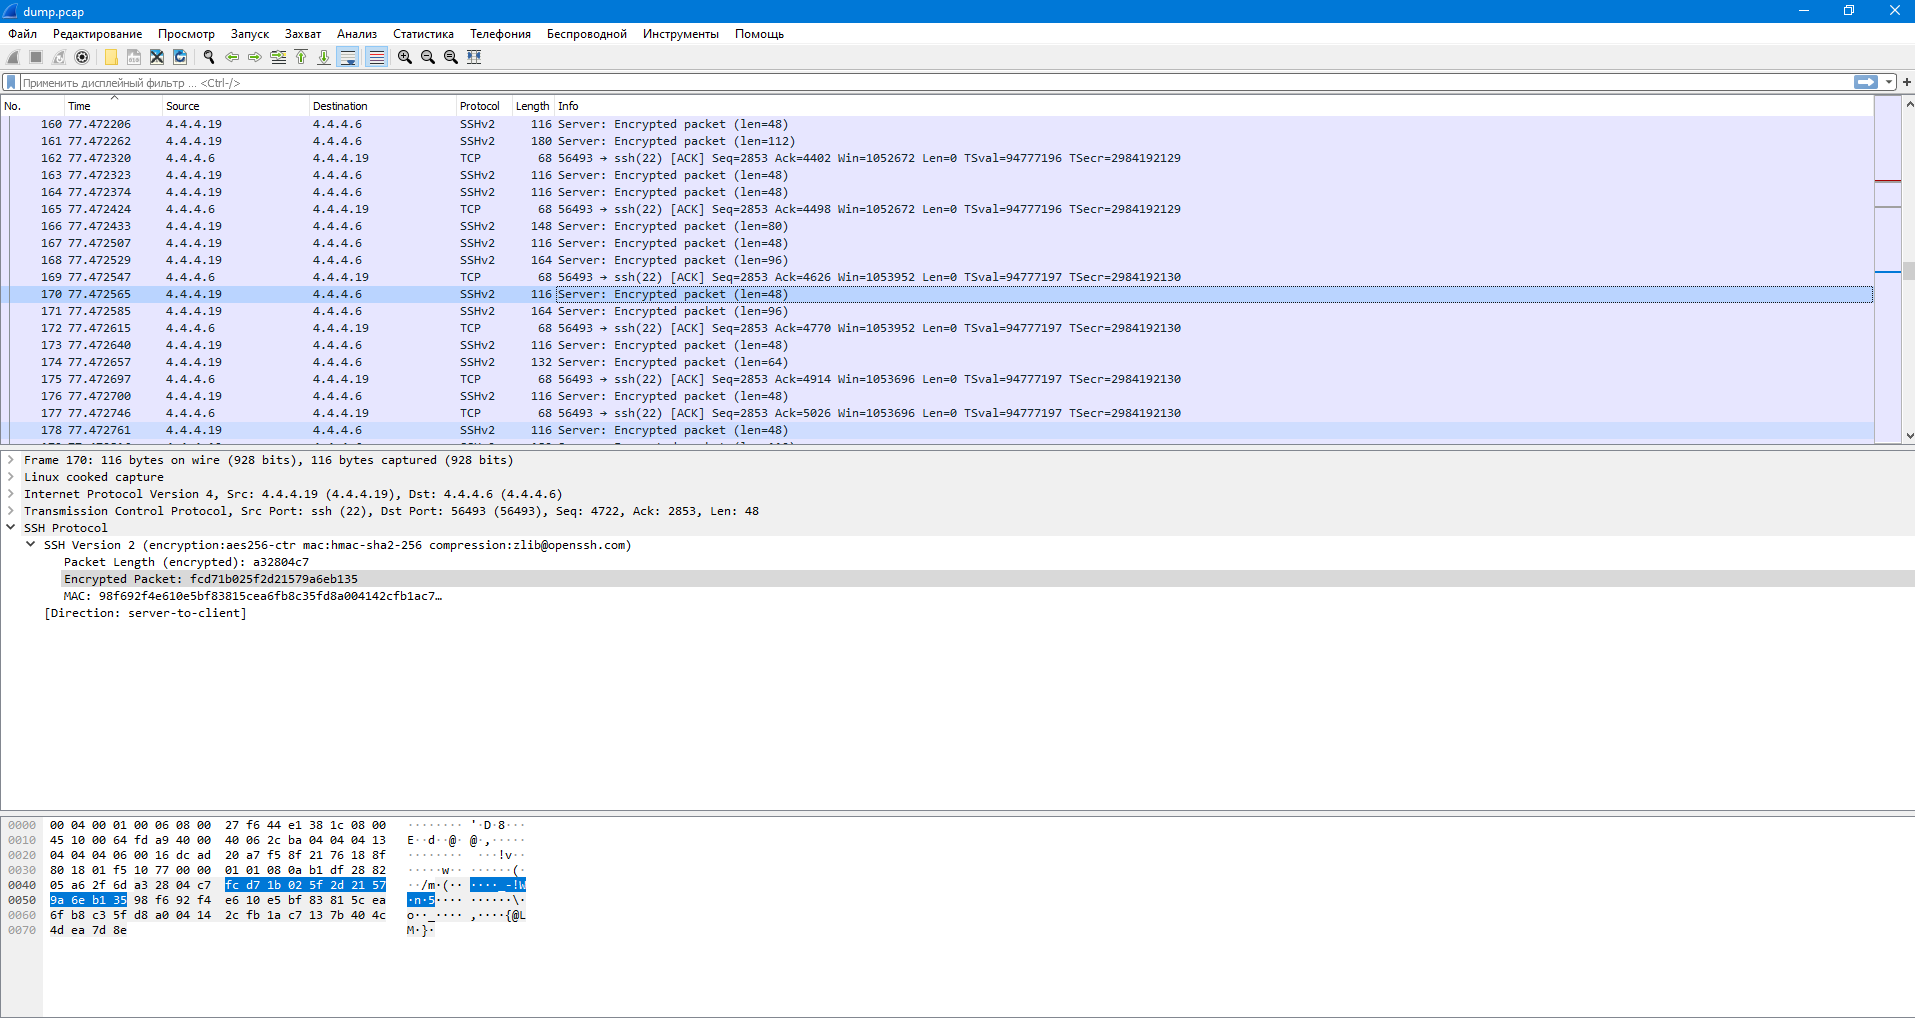 dump.pcap
Файл Редактирование Просмотр Запуск Захват Анализ Статистика Телефония Беспроводной Инструменты Помощь
Применить дисплейный фильтр ... <Ctrl-/>
No. Time Source Destination Protocol Length Info
160 77.472206 4.4.4.19 4.4.4.6 SSHv2 116 Server: Encrypted packet (len=48)
161 77.472262 4.4.4.19 4.4.4.6 SSHv2 180 Server: Encrypted packet (len=112)
162 77.472320 4.4.4.6 4.4.4.19 TCP 68 56493 → ssh(22) [ACK] Seq=2853 Ack=4402 Win=1052672 Len=0 TSval=94777196 TSecr=2984192129
163 77.472323 4.4.4.19 4.4.4.6 SSHv2 116 Server: Encrypted packet (len=48)
164 77.472374 4.4.4.19 4.4.4.6 SSHv2 116 Server: Encrypted packet (len=48)
165 77.472424 4.4.4.6 4.4.4.19 TCP 68 56493 → ssh(22) [ACK] Seq=2853 Ack=4498 Win=1052672 Len=0 TSval=94777196 TSecr=2984192129
166 77.472433 4.4.4.19 4.4.4.6 SSHv2 148 Server: Encrypted packet (len=80)
167 77.472507 4.4.4.19 4.4.4.6 SSHv2 116 Server: Encrypted packet (len=48)
168 77.472529 4.4.4.19 4.4.4.6 SSHv2 164 Server: Encrypted packet (len=96)
169 77.472547 4.4.4.6 4.4.4.19 TCP 68 56493 → ssh(22) [ACK] Seq=2853 Ack=4626 Win=1053952 Len=0 TSval=94777197 TSecr=2984192130
170 77.472565 4.4.4.19 4.4.4.6 SSHv2 116 Server: Encrypted packet (len=48)
171 77.472585 4.4.4.19 4.4.4.6 SSHv2 164 Server: Encrypted packet (len=96)
172 77.472615 4.4.4.6 4.4.4.19 TCP 68 56493 → ssh(22) [ACK] Seq=2853 Ack=4770 Win=1053952 Len=0 TSval=94777197 TSecr=2984192130
173 77.472640 4.4.4.19 4.4.4.6 SSHv2 116 Server: Encrypted packet (len=48)
174 77.472657 4.4.4.19 4.4.4.6 SSHv2 132 Server: Encrypted packet (len=64)
175 77.472697 4.4.4.6 4.4.4.19 TCP 68 56493 → ssh(22) [ACK] Seq=2853 Ack=4914 Win=1053696 Len=0 TSval=94777197 TSecr=2984192130
176 77.472700 4.4.4.19 4.4.4.6 SSHv2 116 Server: Encrypted packet (len=48)
177 77.472746 4.4.4.6 4.4.4.19 TCP 68 56493 → ssh(22) [ACK] Seq=2853 Ack=5026 Win=1053696 Len=0 TSval=94777197 TSecr=2984192130
178 77.472761 4.4.4.19 4.4.4.6 SSHv2 116 Server: Encrypted packet (len=48)
Frame 170: 116 bytes on wire (928 bits), 116 bytes captured (928 bits)
Linux cooked capture
Internet Protocol Version 4, Src: 4.4.4.19 (4.4.4.19), Dst: 4.4.4.6 (4.4.4.6)
Transmission Control Protocol, Src Port: ssh (22), Dst Port: 56493 (56493), Seq: 4722, Ack: 2853, Len: 48
SSH Protocol
SSH Version 2 (encryption:aes256-ctr mac:hmac-sha2-256 compression:zlib@openssh.com)
Packet Length (encrypted): a32804c7
Encrypted Packet: fcd71b025f2d21579a6eb135
MAC: 98f692f4e610e5bf83815cea6fb8c35fd8a004142cfb1ac7…
[Direction: server-to-client]
0000 00 04 00 01 00 06 08 00 27 f6 44 e1 38 1c 08 00 ········ '·D·8···
0010 45 10 00 64 fd a9 40 00 40 06 2c ba 04 04 04 13 E··d··@· @·,·····
0020 04 04 04 06 00 16 dc ad 20 a7 f5 8f 21 76 18 8f ········ ···!v··
0030 80 18 01 f5 10 77 00 00 01 01 08 0a b1 df 28 82 ·····w·· ······(·
0040 05 a6 2f 6d a3 28 04 c7 fc d7 1b 02 5f 2d 21 57 ··/m·(·· ····_-!W
0050 9a 6e b1 35 98 f6 92 f4 e6 10 e5 bf 83 81 5c ea ·n·5···· ······\·
0060 6f b8 c3 5f d8 a0 04 14 2c fb 1a c7 13 7b 40 4c o··_···· ,····{@L
0070 4d ea 7d 8e M·}·